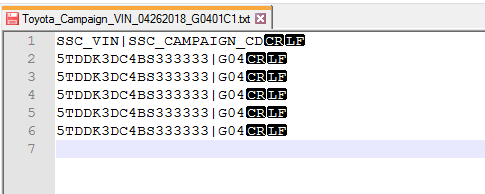 Toyota_Campaign_VIN_04262018_G0401C1.txt
1 SSC_VIN|SSC_CAMPAIGN_CDCRLF
2 5TDDK3DC4BS333333|G04CRLF
3 5TDDK3DC4BS333333|G04CRLF
4 5TDDK3DC4BS333333|G04CRLF
5 5TDDK3DC4BS333333|G04CRLF
6 5TDDK3DC4BS333333|G04CRLF
7